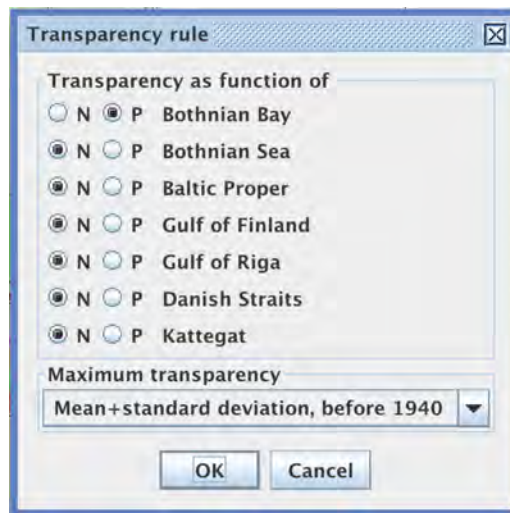 Transparency rule
Transparency as function of
N P Bothnian Bay
N P Bothnian Sea
N P Baltic Proper
N P Gulf of Finland
N P Gulf of Riga
N P Danish Straits
N P Kattegat
Maximum transparency
Mean+standard deviation, before 1940
OK Cancel